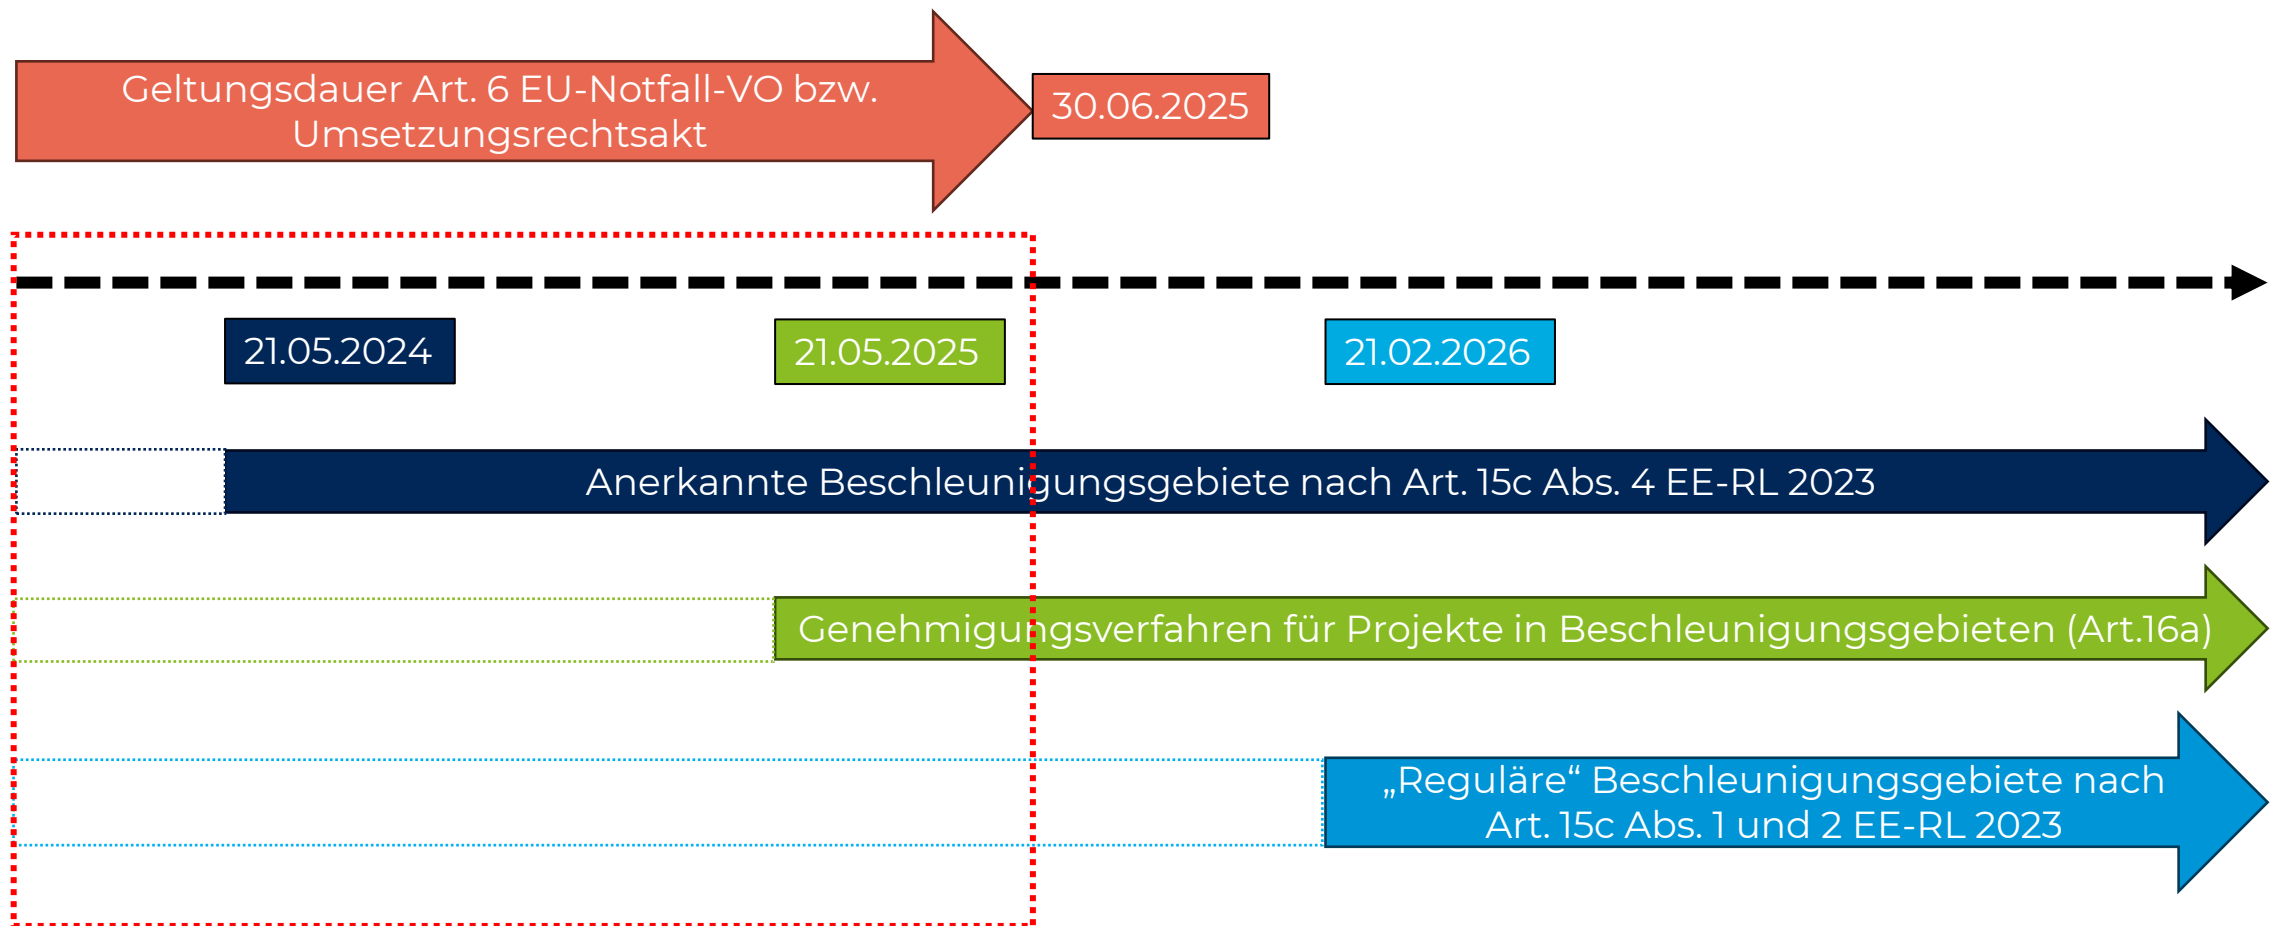 Geltungsdauer Art. 6 EU-Notfall-VO bzw.
Umsetzungsrechtsakt
30.06.2025
21.05.2024
21.05.2025
21.02.2026
Anerkannte Beschleunigungsgebiete nach Art. 15c Abs. 4 EE-RL 2023
Genehmigungsverfahren für Projekte in Beschleunigungsgebieten (Art.16a)
„Reguläre“ Beschleunigungsgebiete nach
Art. 15c Abs. 1 und 2 EE-RL 2023